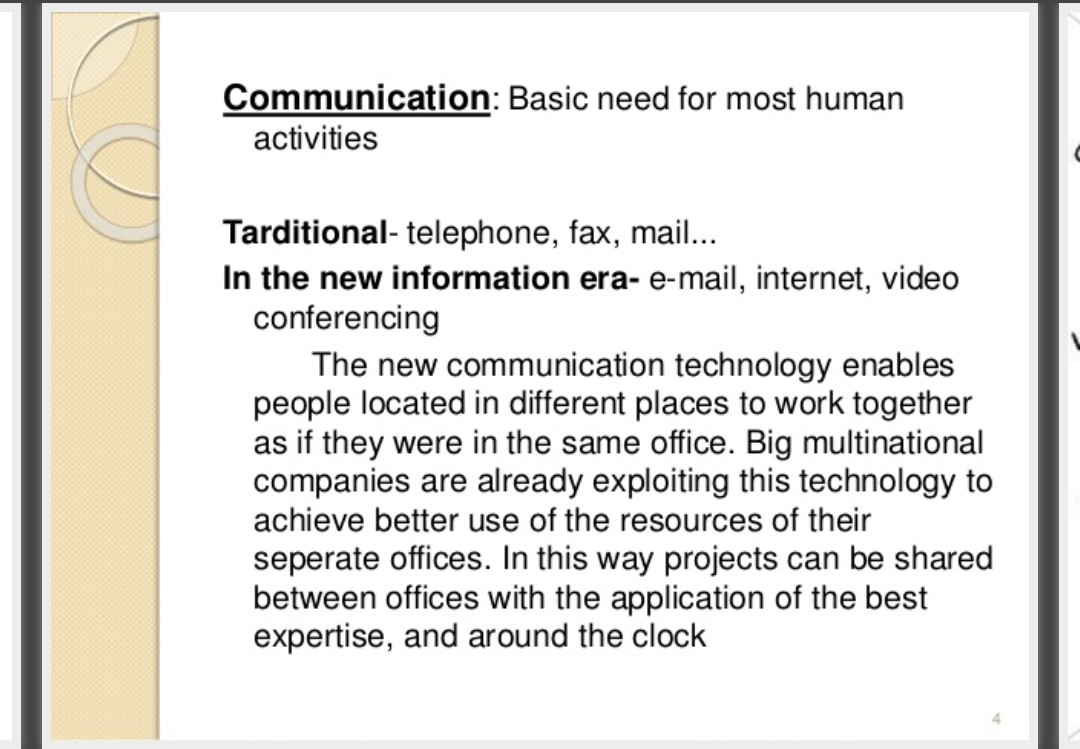 Communication: Basic need for most human
activities
Tarditional- telephone, fax, mail...
In the new information era- e-mail, internet, video
conferencing
The new communication technology enables
people located in different places to work together
as if they were in the same office. Big multinational
companies are already exploiting this technology to
achieve better use of the resources of their
seperate offices. In this way projects can be shared
between offices with the application of the best
expertise, and around the clock
4